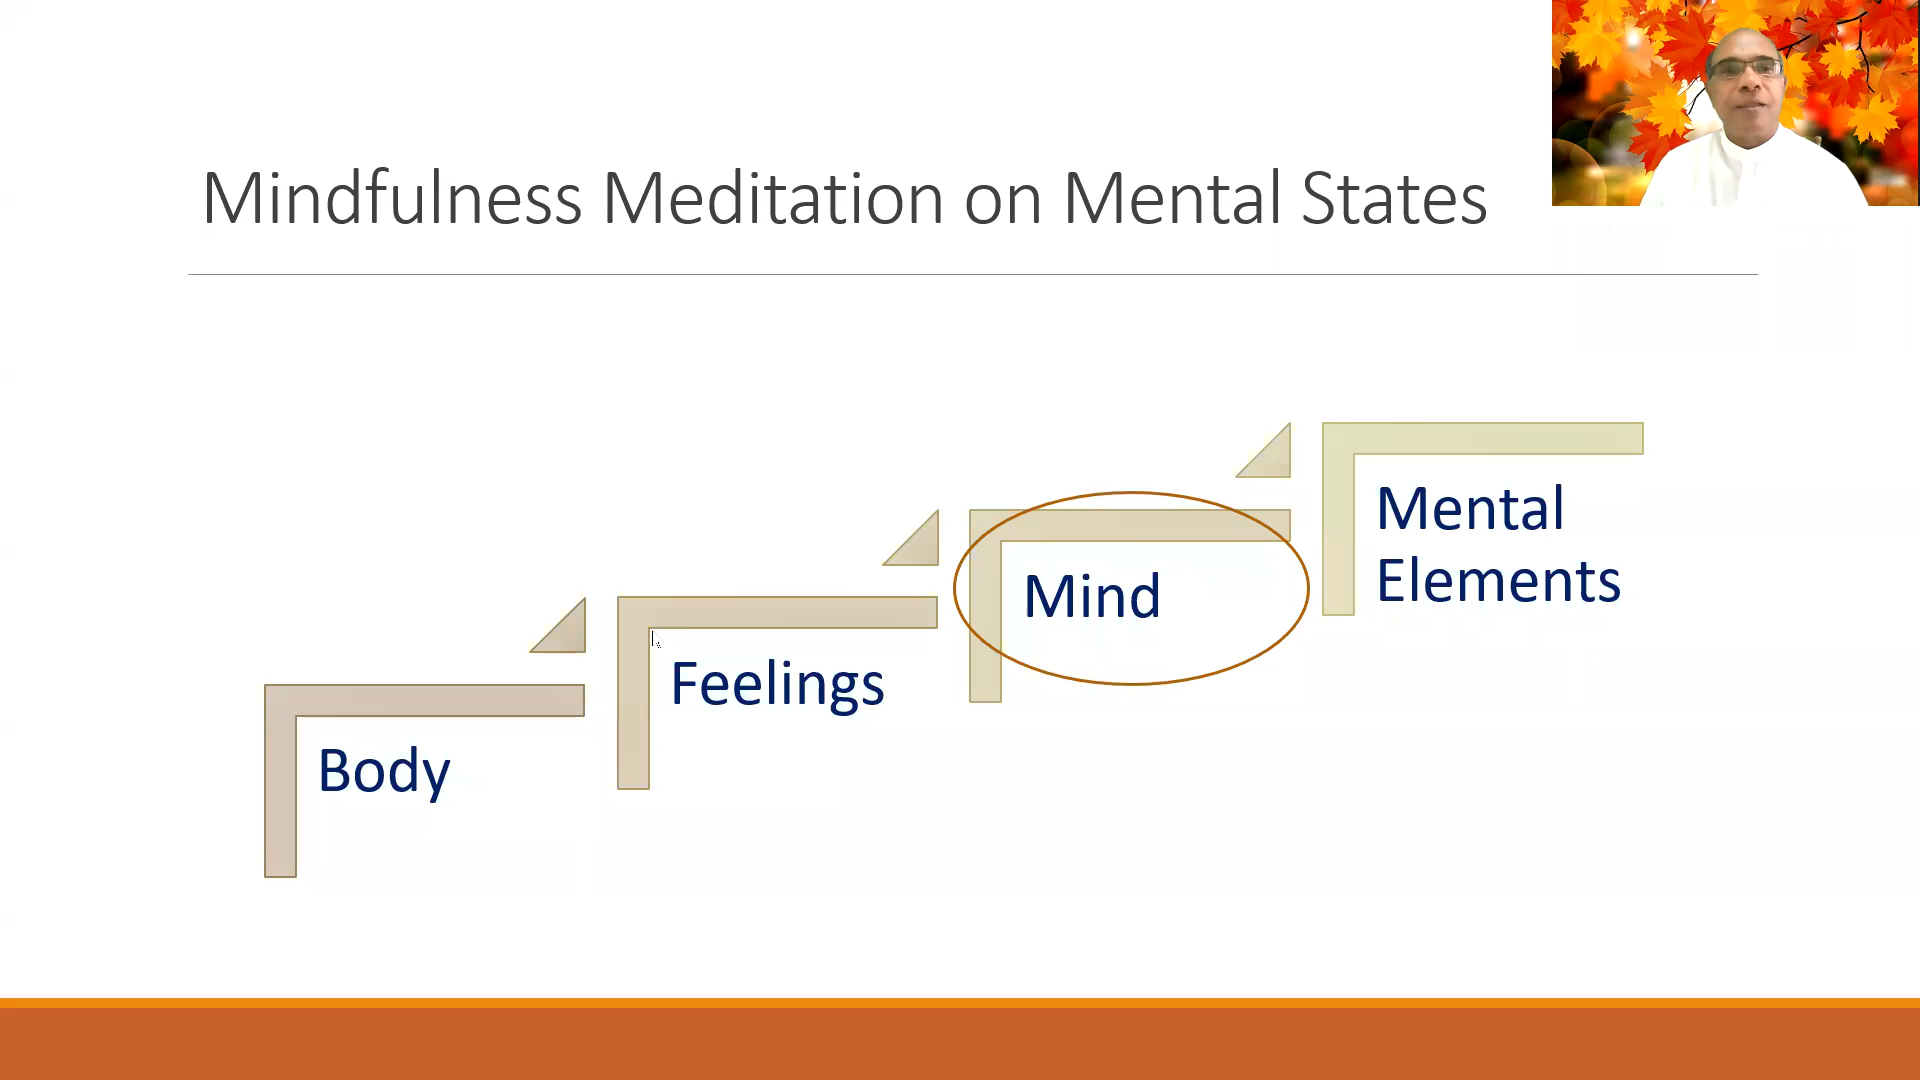 Mindfulness Meditation on Mental States
Body
Feelings
Mind
Mental
Elements